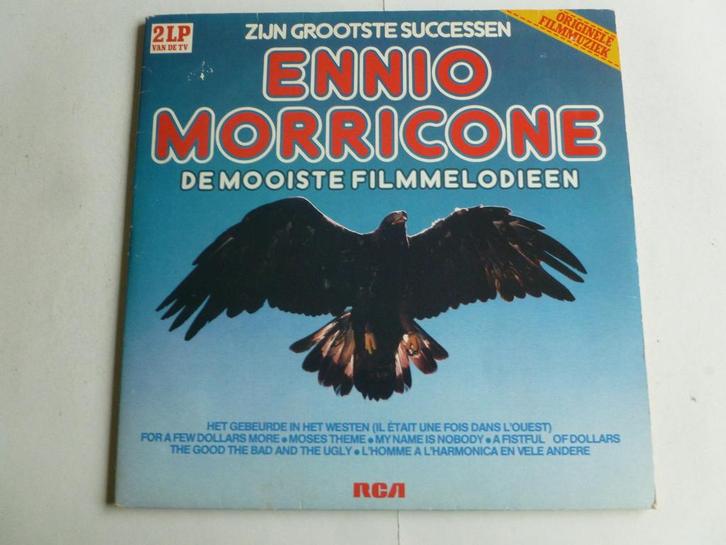 2 LP
VAN DE TV
ZIJN GROOTSTE SUCCESSEN
ORIGINELE
FILMMUZIEK
ENNIO
MORRICONE
DE MOOISTE FILMMELODIEEN
HET GEBEURDE IN HET WESTEN (IL ÉTAIT UNE FOIS DANS L'OUEST)
FOR A FEW DOLLARS MORE • MOSES THEME • MY NAME IS NOBODY • A FISTFUL OF DOLLARS
THE GOOD THE BAD AND THE UGLY • L'HOMME A L'HARMONICA EN VELE ANDERE
RCA